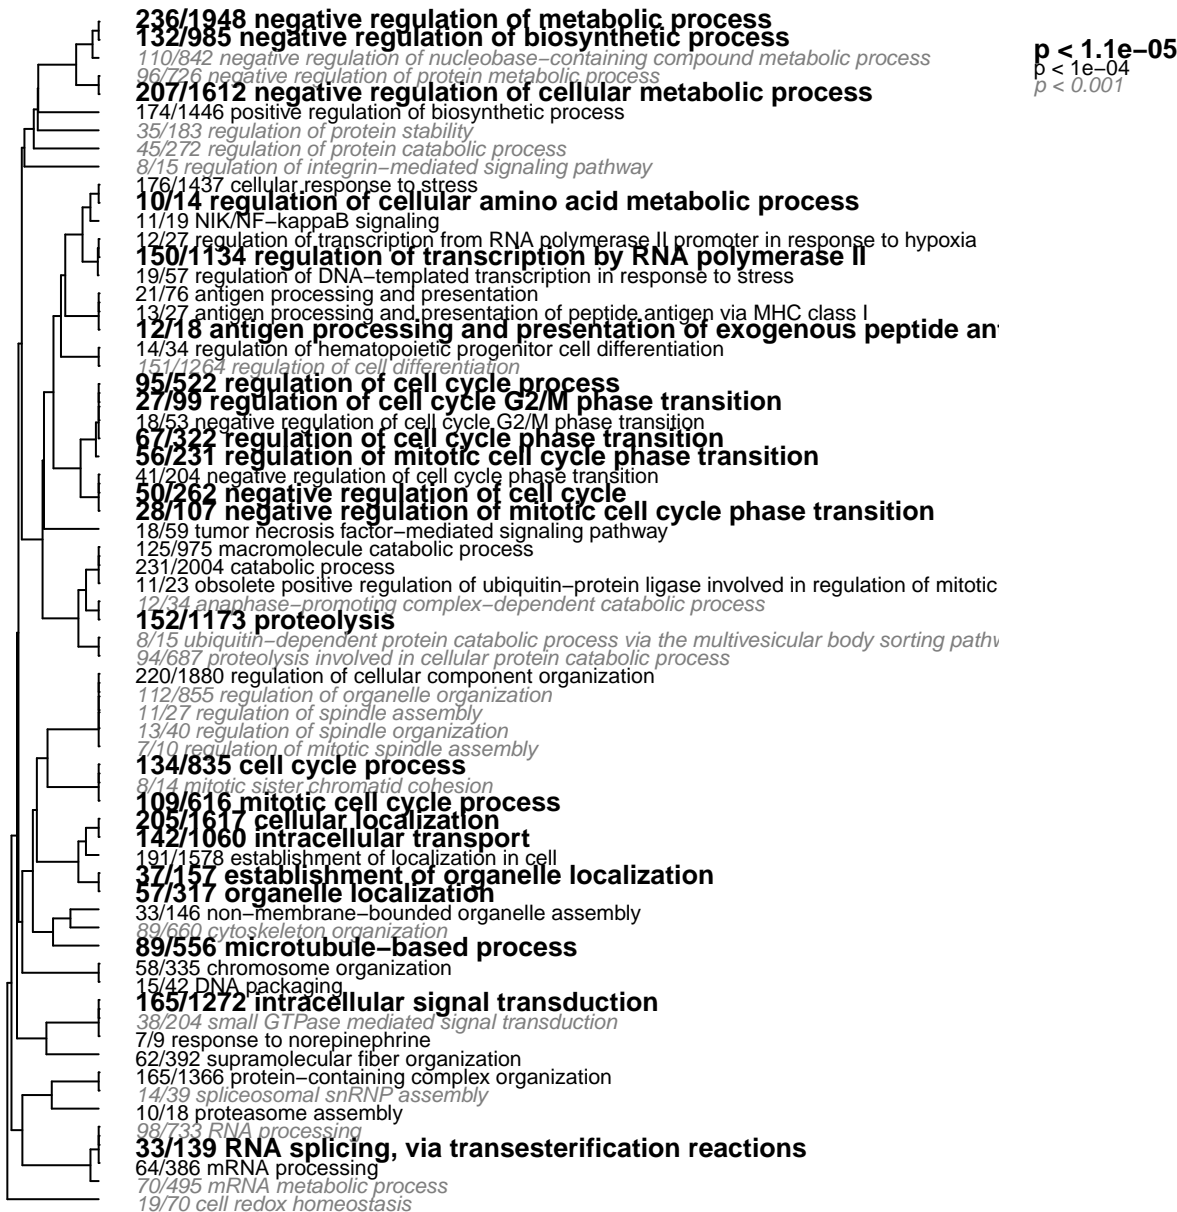 236/1948 negative regulation of metabolic process
132/985 negative regulation of biosynthetic process
110/842 negative regulation of nucleobase−containing compound metabolic process
96/726 negative regulation of protein metabolic process
207/1612 negative regulation of cellular metabolic process
174/1446 positive regulation of biosynthetic process
35/183 regulation of protein stability
45/272 regulation of protein catabolic process
8/15 regulation of integrin−mediated signaling pathway
176/1437 cellular response to stress
10/14 regulation of cellular amino acid metabolic process
11/19 NIK/NF−kappaB signaling
12/27 regulation of transcription from RNA polymerase II promoter in response to hypoxia
150/1134 regulation of transcription by RNA polymerase II
19/57 regulation of DNA−templated transcription in response to stress
21/76 antigen processing and presentation
13/27 antigen processing and presentation of peptide antigen via MHC class I
12/18 antigen processing and presentation of exogenous peptide an
14/34 regulation of hematopoietic progenitor cell differentiation
151/1264 regulation of cell differentiation
95/522 regulation of cell cycle process
27/99 regulation of cell cycle G2/M phase transition
18/53 negative regulation of cell cycle G2/M phase transition
67/322 regulation of cell cycle phase transition
56/231 regulation of mitotic cell cycle phase transition
41/204 negative regulation of cell cycle phase transition
50/262 negative regulation of cell cycle
28/107 negative regulation of mitotic cell cycle phase transition
18/59 tumor necrosis factor−mediated signaling pathway
125/975 macromolecule catabolic process
231/2004 catabolic process
11/23 obsolete positive regulation of ubiquitin−protein ligase involved in regulation of mitotic
12/34 anaphase−promoting complex−dependent catabolic process
152/1173 proteolysis
8/15 ubiquitin−dependent protein catabolic process via the multivesicular body sorting path
94/687 proteolysis involved in cellular protein catabolic process
220/1880 regulation of cellular component organization
112/855 regulation of organelle organization
11/27 regulation of spindle assembly
13/40 regulation of spindle organization
7/10 regulation of mitotic spindle assembly
134/835 cell cycle process
8/14 mitotic sister chromatid cohesion
109/616 mitotic cell cycle process
205/1617 cellular localization
142/1060 intracellular transport
191/1578 establishment of localization in cell
37/157 establishment of organelle localization
57/317 organelle localization
33/146 non−membrane−bounded organelle assembly
89/660 cytoskeleton organization
89/556 microtubule−based process
58/335 chromosome organization
15/42 DNA packaging
165/1272 intracellular signal transduction
38/204 small GTPase mediated signal transduction
7/9 response to norepinephrine
62/392 supramolecular fiber organization
165/1366 protein−containing complex organization
14/39 spliceosomal snRNP assembly
10/18 proteasome assembly
98/733 RNA processing
33/139 RNA splicing, via transesterification reactions
64/386 mRNA processing
70/495 mRNA metabolic process
19/70 cell redox homeostasis
p < 1.1e−05
p < 1e−04
p < 0.001